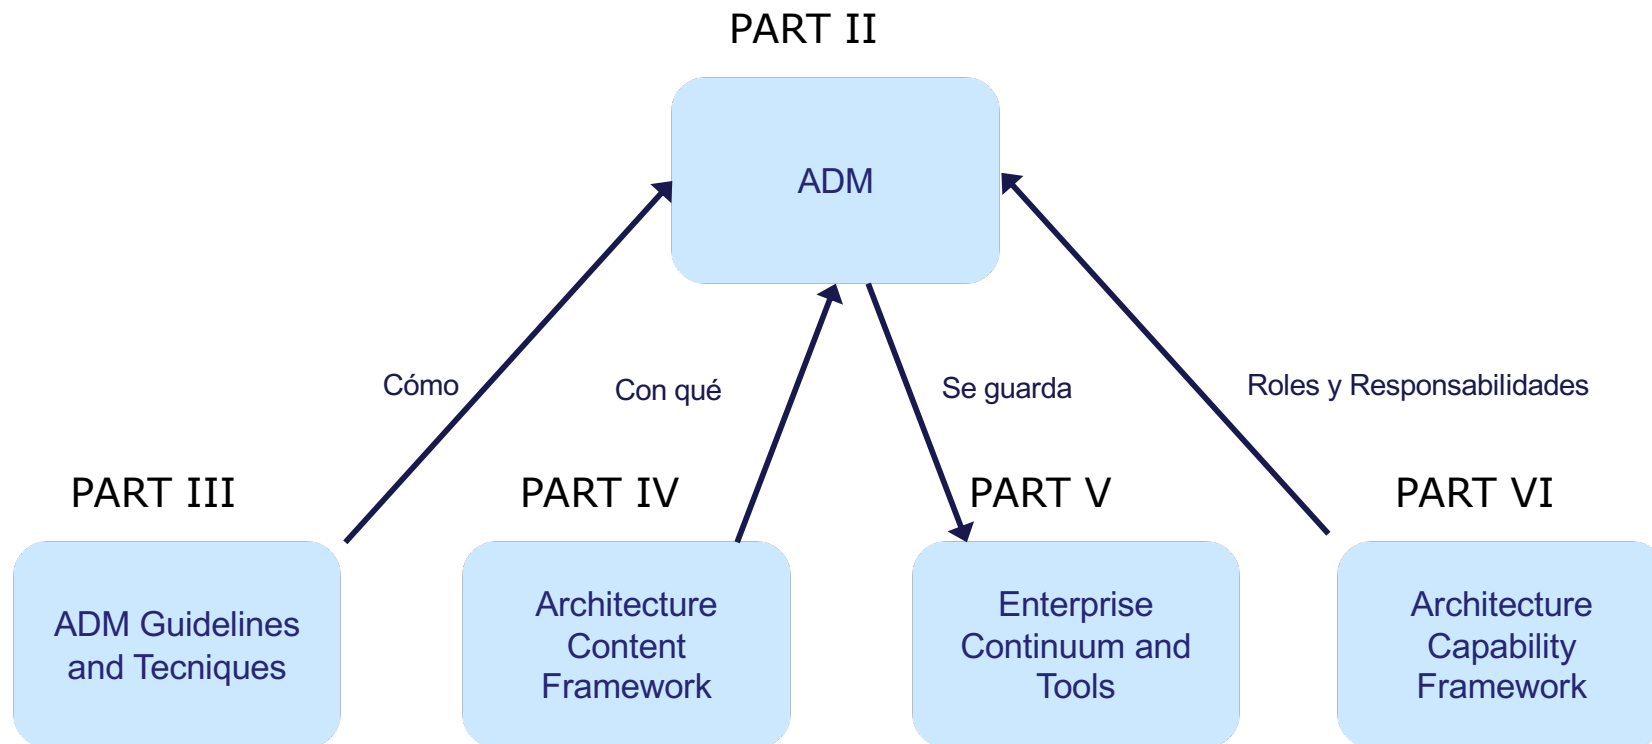 PART II
ADM
Cómo
Con qué
Se guarda
Roles y Responsabilidades
PART III
PART IV
PART V
PART VI
ADM Guidelines
and Tecniques
Architecture
Content
Framework
Enterprise
Continuum and
Tools
Architecture
Capability
Framework